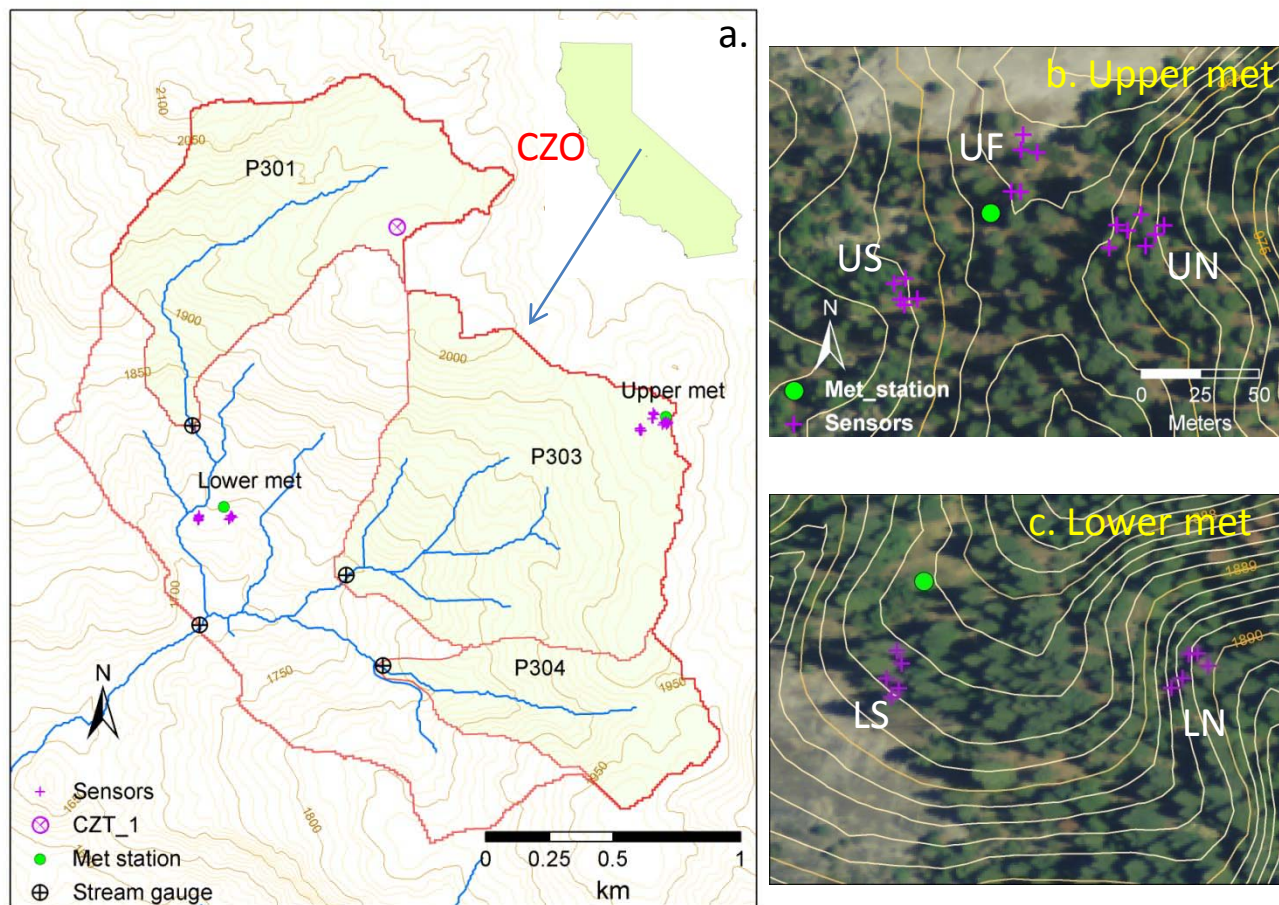 a.
CZO
2100
2050
P301
1900
1850
2000
Upper met
P303
Lower met
1700
P304
1750
1950
1950
1800
N
Sensors
CZT_1
Met station
Stream gauge
0 0.25 0.5 1
km
b. Upper met
UF
US
UN
975
N
Met_station
Sensors
0 25 50
Meters
c. Lower met
1889
1890
LS
LN